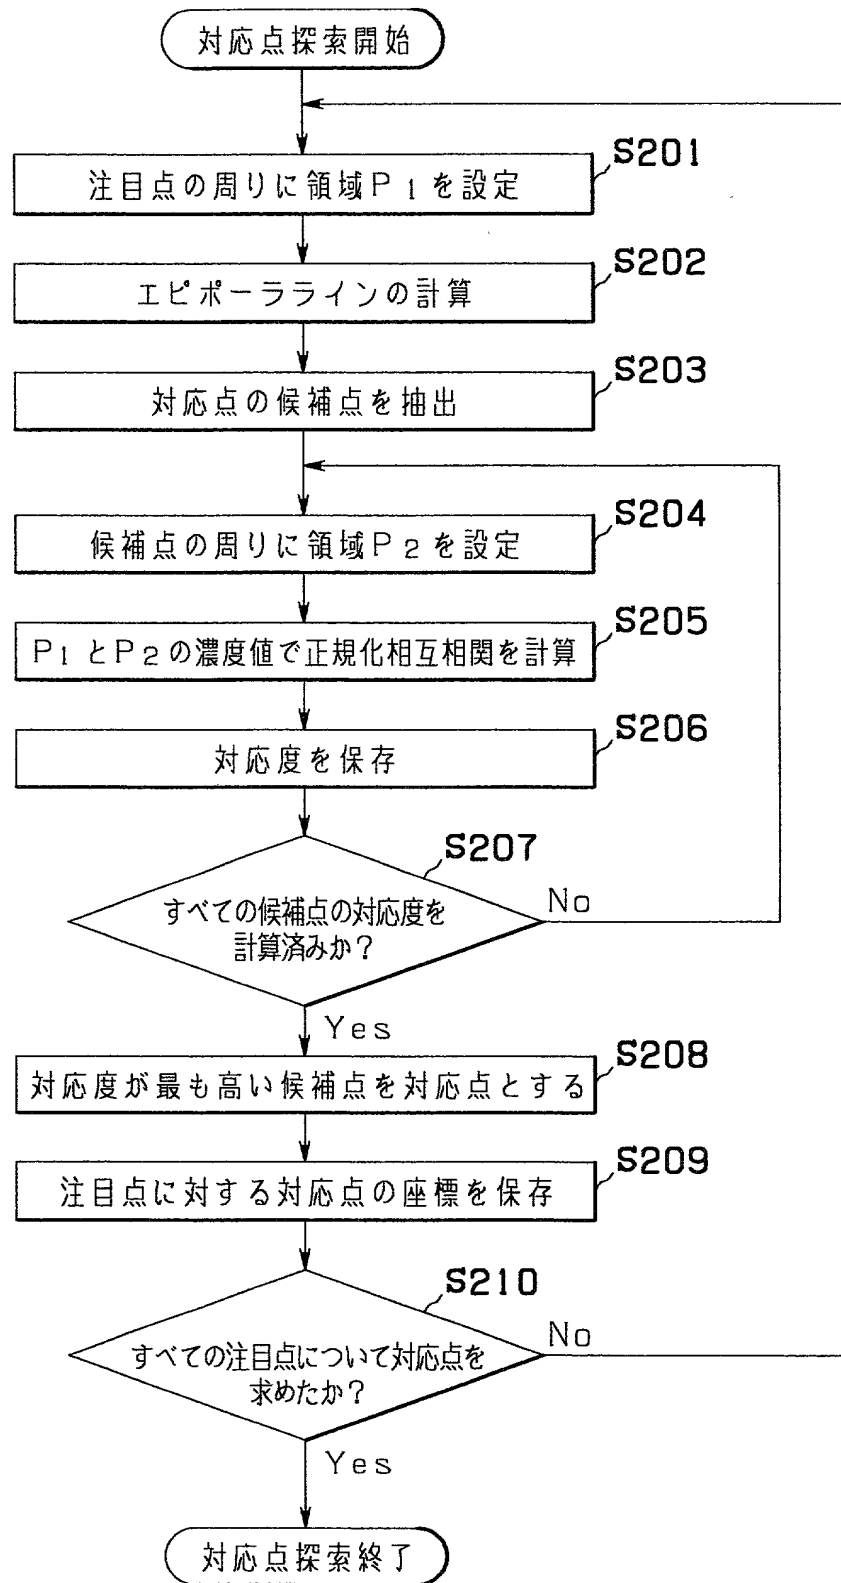 対応点探索開始
S201
注目点の周りに領域P1を設定
S202
エピポーララインの計算
S203
対応点の候補点を抽出
S204
候補点の周りに領域P2を設定
S205
P1とP2の濃度値で正規化相互相関を計算
S206
対応度を保存
S207
すべての候補点の対応度を
計算済みか?
No
Yes
S208
対応度が最も高い候補点を対応点とする
S209
注目点に対する対応点の座標を保存
S210
すべての注目点について対応点を
求めたか?
No
Yes
対応点探索終了